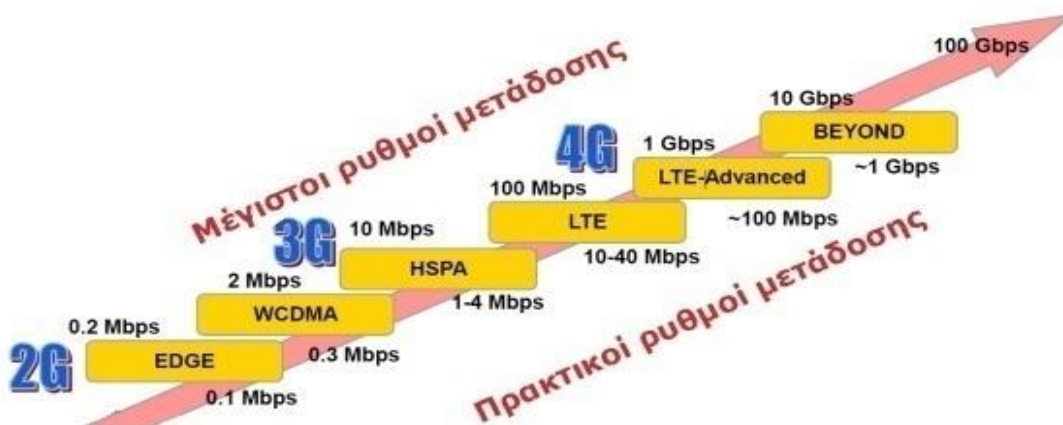 100 Gbps
Μέγιστοι ρυθμοί μετάδοσης
10 Gbps
BEYOND
~1 Gbps
4G
1 Gbps
LTE-Advanced
~100 Mbps
100 Mbps
LTE
10-40 Mbps
3G
10 Mbps
HSPA
1-4 Mbps
2 Mbps
WCDMA
0.3 Mbps
2G
0.2 Mbps
EDGE
0.1 Mbps
Πρακτικοί ρυθμοί μετάδοσης